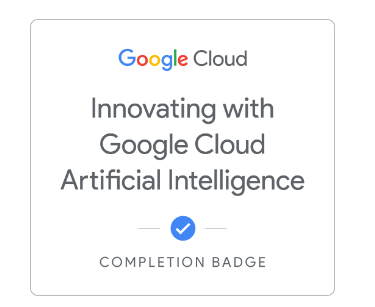 Google Cloud
Innovating with
Google Cloud
Artificial Intelligence
COMPLETION BADGE